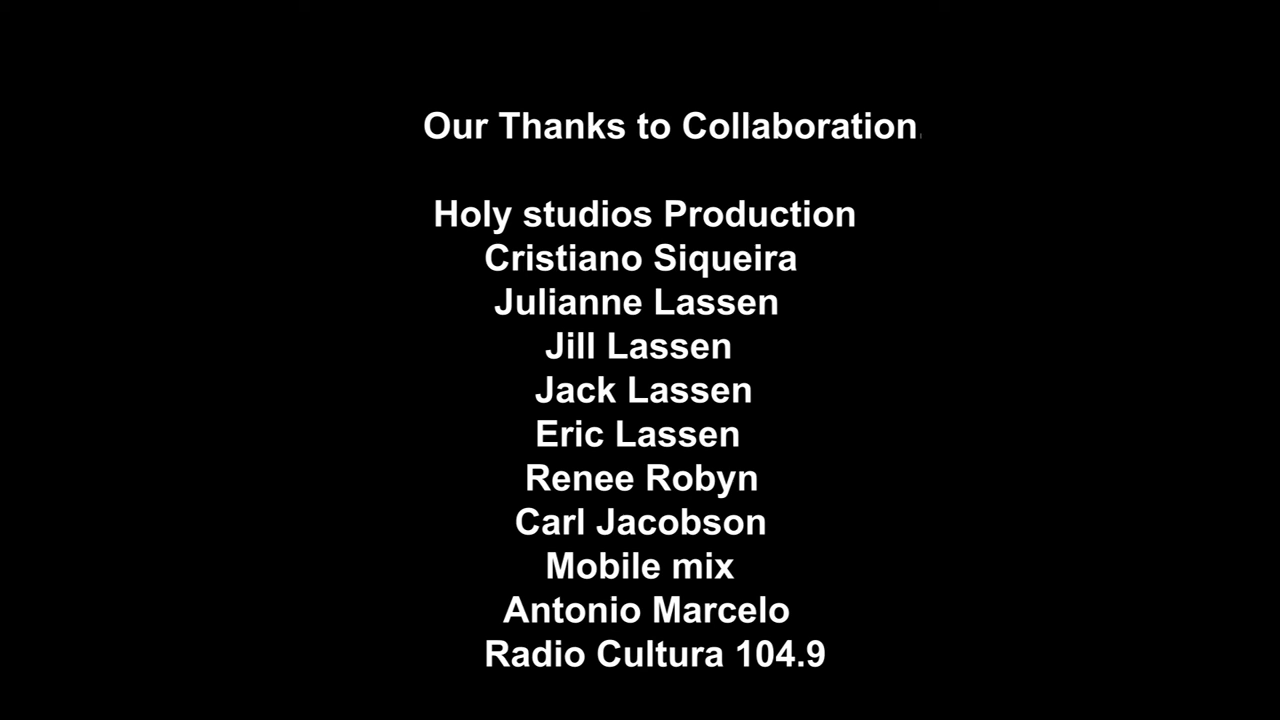 Our Thanks to Collaboration.
Holy studios Production
Cristiano Siqueira
Julianne Lassen
Jill Lassen
Jack Lassen
Eric Lassen
Renee Robyn
Carl Jacobson
Mobile mix
Antonio Marcelo
Radio Cultura 104.9